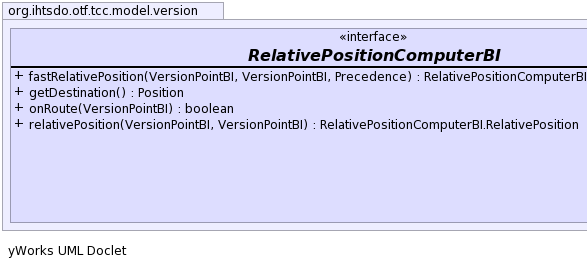 org.ihtsdo.otf.tcc.model.version
«interface»
RelativePositionComputerBI
+ fastRelativePosition(VersionPointBI, VersionPointBI, Precedence) : RelativePositionComputerBI
+ getDestination() : Position
+ onRoute(VersionPointBI) : boolean
+ relativePosition(VersionPointBI, VersionPointBI) : RelativePositionComputerBI.RelativePosition
yWorks UML Doclet